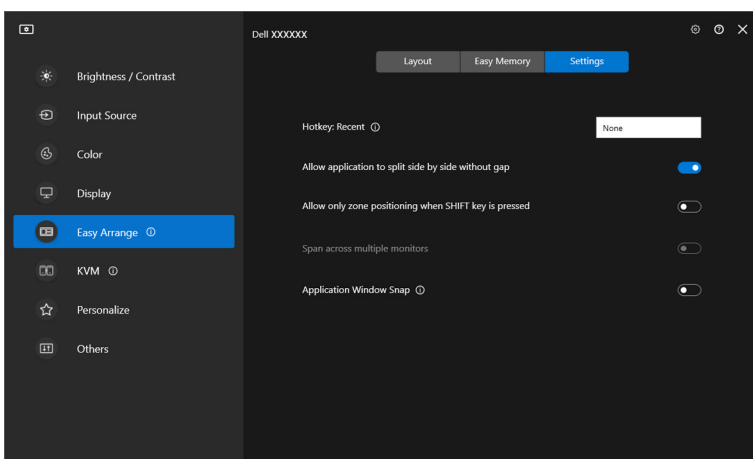 Dell XXXXXX
Brightness / Contrast
Input Source
Color
Display
Easy Arrange
KVM
Personalize
Others
Layout
Easy Memory
Settings
Hotkey: Recent
None
Allow application to split side by side without gap
Allow only zone positioning when SHIFT key is pressed
Span across multiple monitors
Application Window Snap